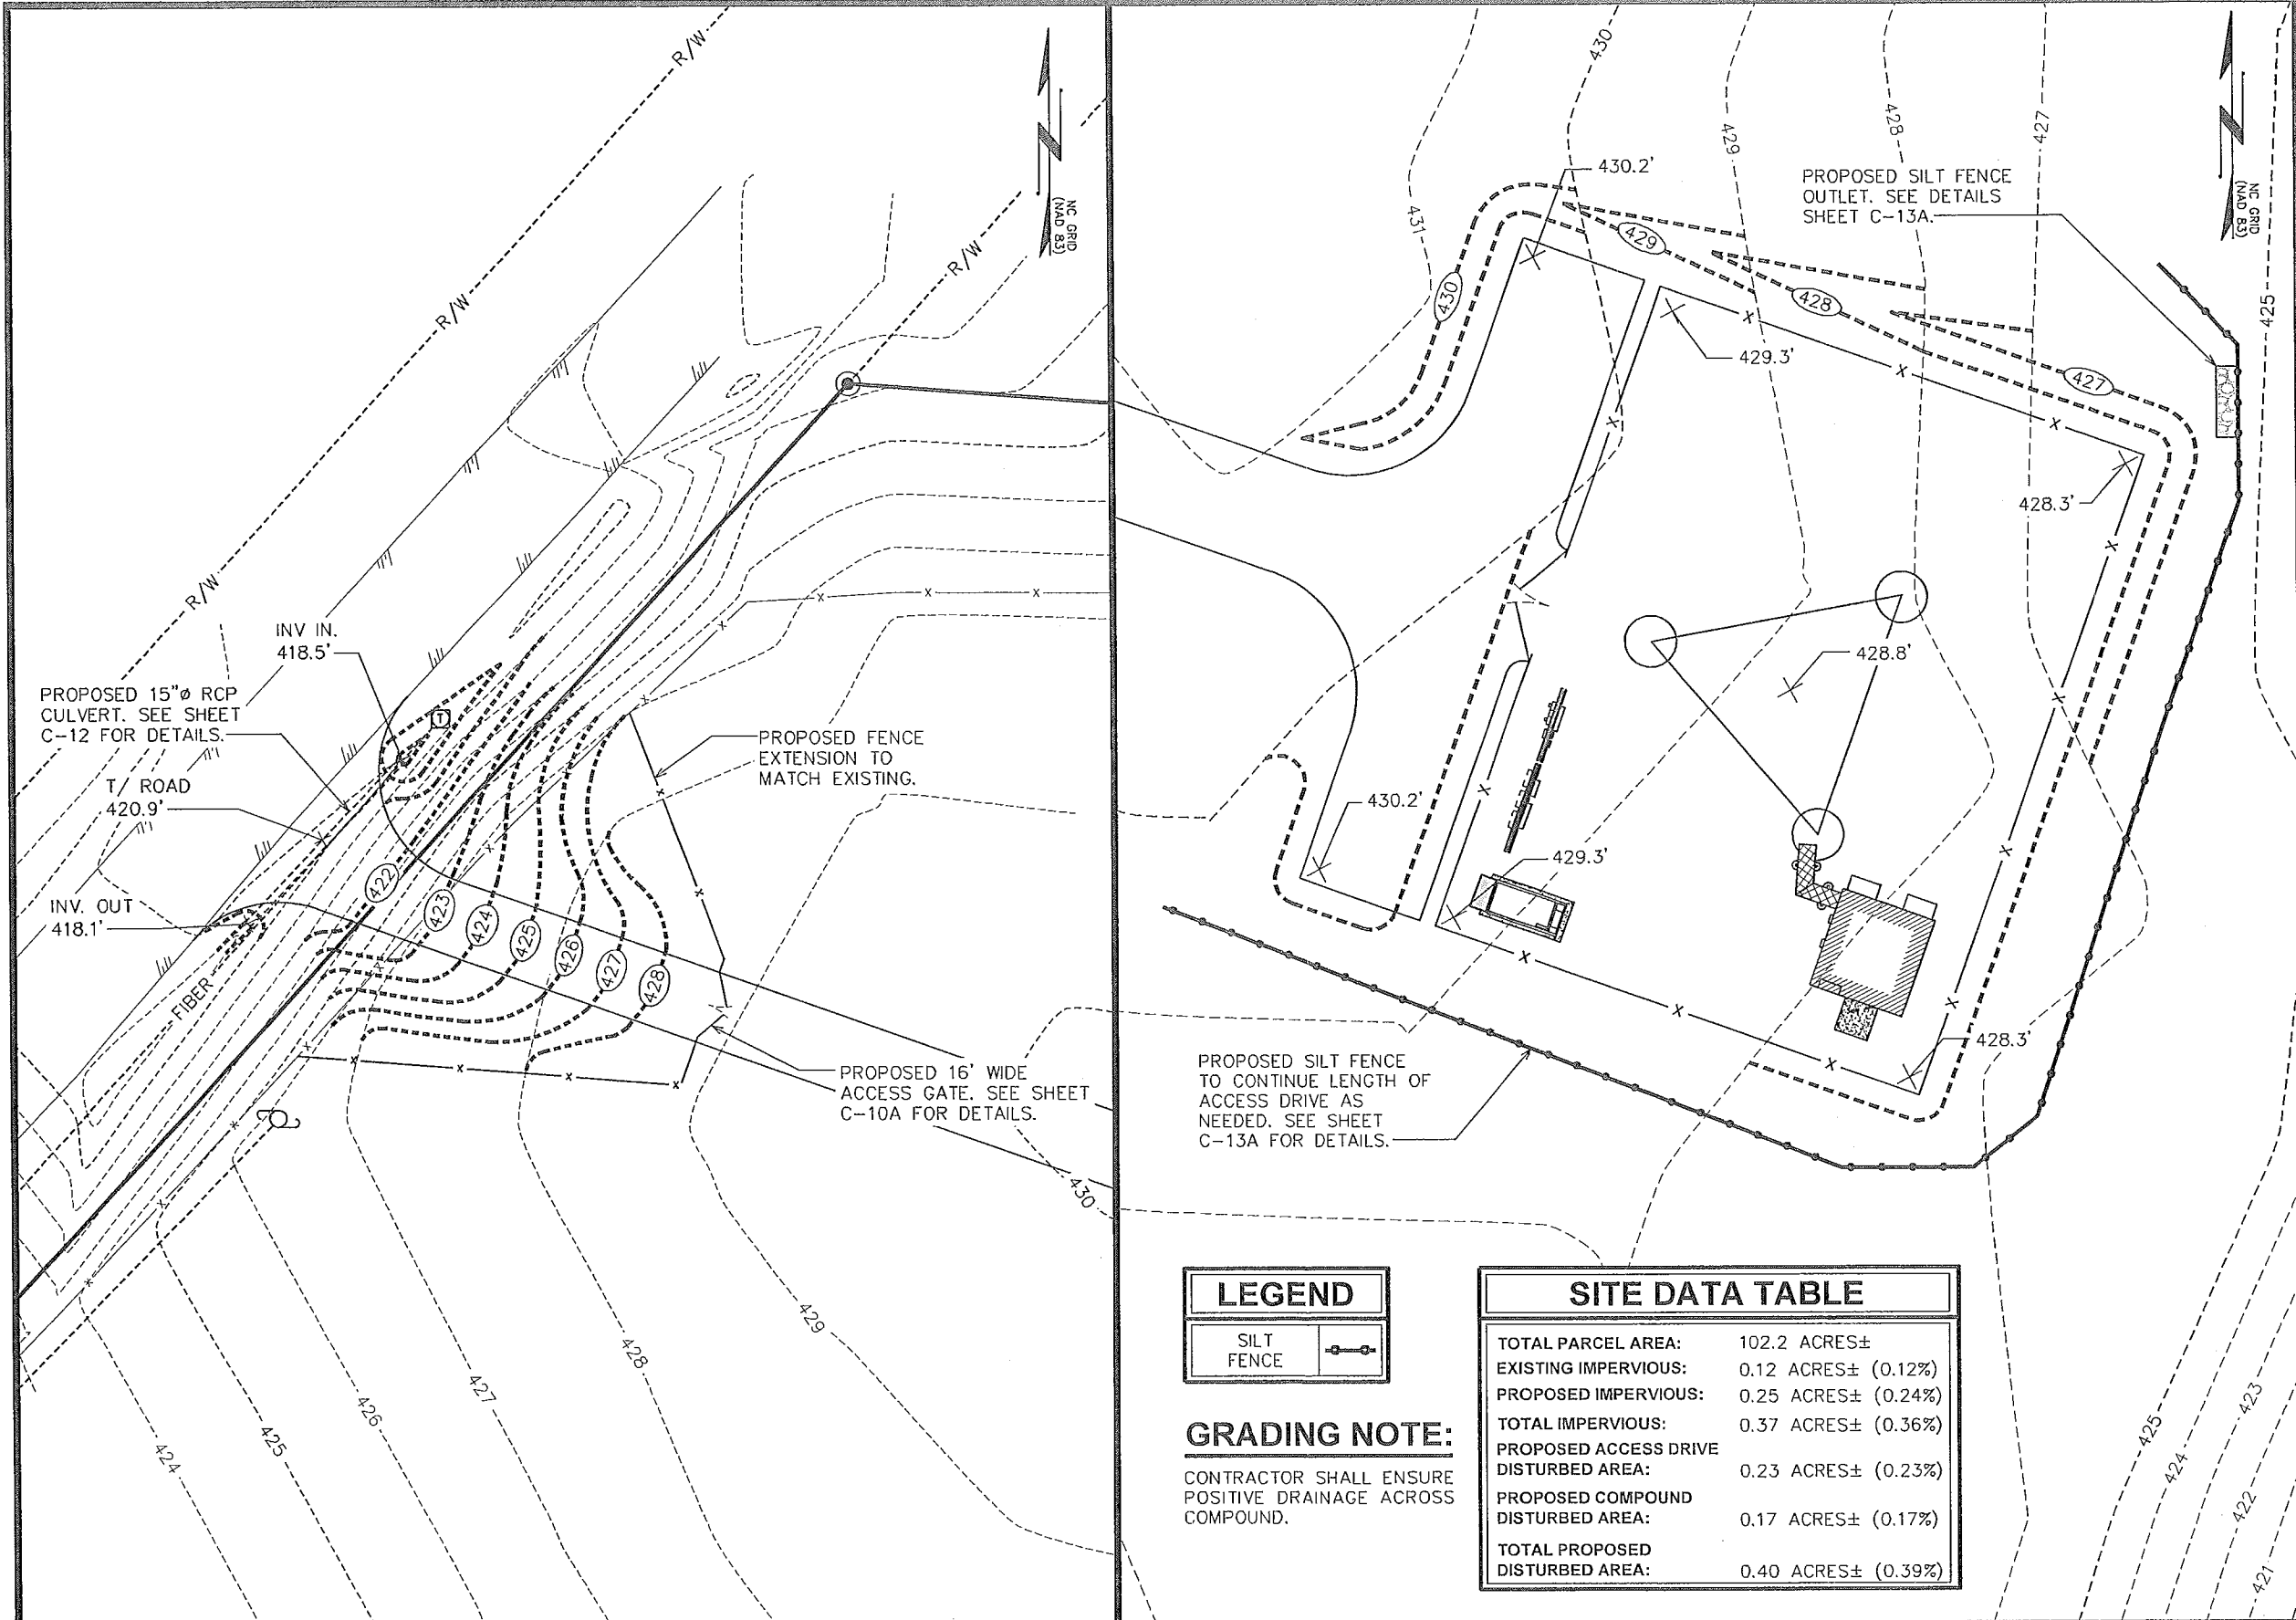 R/W
R/W
R/W
R/W
NC GRID
(NAD 83)
INV IN.
418.5'
PROPOSED 15"ø RCP
CULVERT. SEE SHEET
C-12 FOR DETAILS.
T/ ROAD
420.9'
INV. OUT
418.1'
FIBER
T
PROPOSED FENCE
EXTENSION TO
MATCH EXISTING.
422
423
424
425
426
427
428
PROPOSED 16' WIDE
ACCESS GATE. SEE SHEET
C-10A FOR DETAILS.
430
429
428
427
426
425
424
430
431
429
428
427
425
NC GRID
(NAD 83)
430.2'
PROPOSED SILT FENCE
OUTLET. SEE DETAILS
SHEET C-13A.
430
429
428
427
429.3'
428.3'
428.8'
430.2'
429.3'
428.3'
PROPOSED SILT FENCE
TO CONTINUE LENGTH OF
ACCESS DRIVE AS
NEEDED. SEE SHEET
C-13A FOR DETAILS.
LEGEND
SILT
FENCE
GRADING NOTE:
CONTRACTOR SHALL ENSURE
POSITIVE DRAINAGE ACROSS
COMPOUND.
SITE DATA TABLE
TOTAL PARCEL AREA: 102.2 ACRES±
EXISTING IMPERVIOUS: 0.12 ACRES± (0.12%)
PROPOSED IMPERVIOUS: 0.25 ACRES± (0.24%)
TOTAL IMPERVIOUS: 0.37 ACRES± (0.36%)
PROPOSED ACCESS DRIVE
DISTURBED AREA: 0.23 ACRES± (0.23%)
PROPOSED COMPOUND
DISTURBED AREA: 0.17 ACRES± (0.17%)
TOTAL PROPOSED
DISTURBED AREA: 0.40 ACRES± (0.39%)
425
424
423
422
421